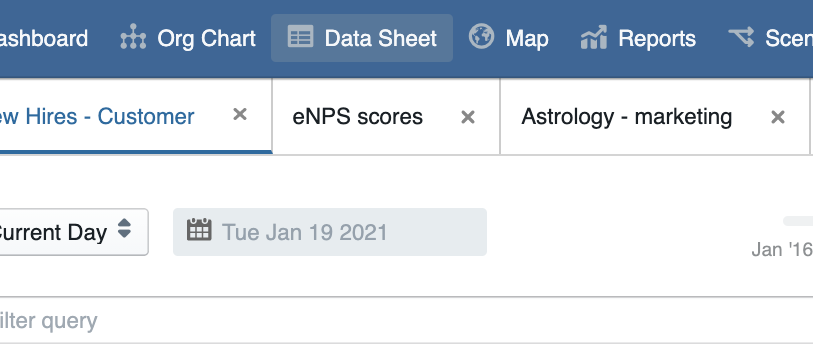 ashboard Org Chart Data Sheet Map Reports Scen
ew Hires - Customer × eNPS scores × Astrology - marketing ×
Current Day Tue Jan 19 2021
Jan '16
ilter query